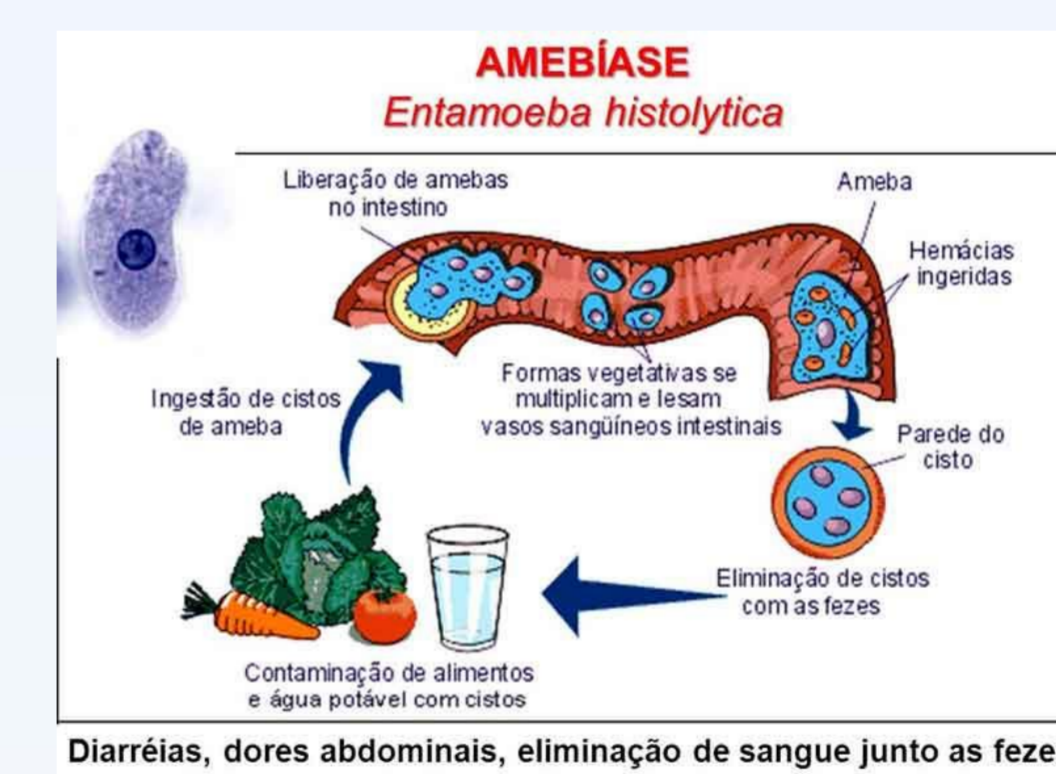 AMEBÍASE
Entamoeba histolytica
Liberação de amebas
no intestino
Ameba
Hemácias
ingeridas
Formas vegetativas se
multiplicam e lesam
vasos sangüíneos intestinais
Ingestão de cistos
de ameba
Parede do
cisto
Eliminação de cistos
com as fezes
Contaminação de alimentos
e água potável com cistos
Diarréias, dores abdominais, eliminação de sangue junto as feze